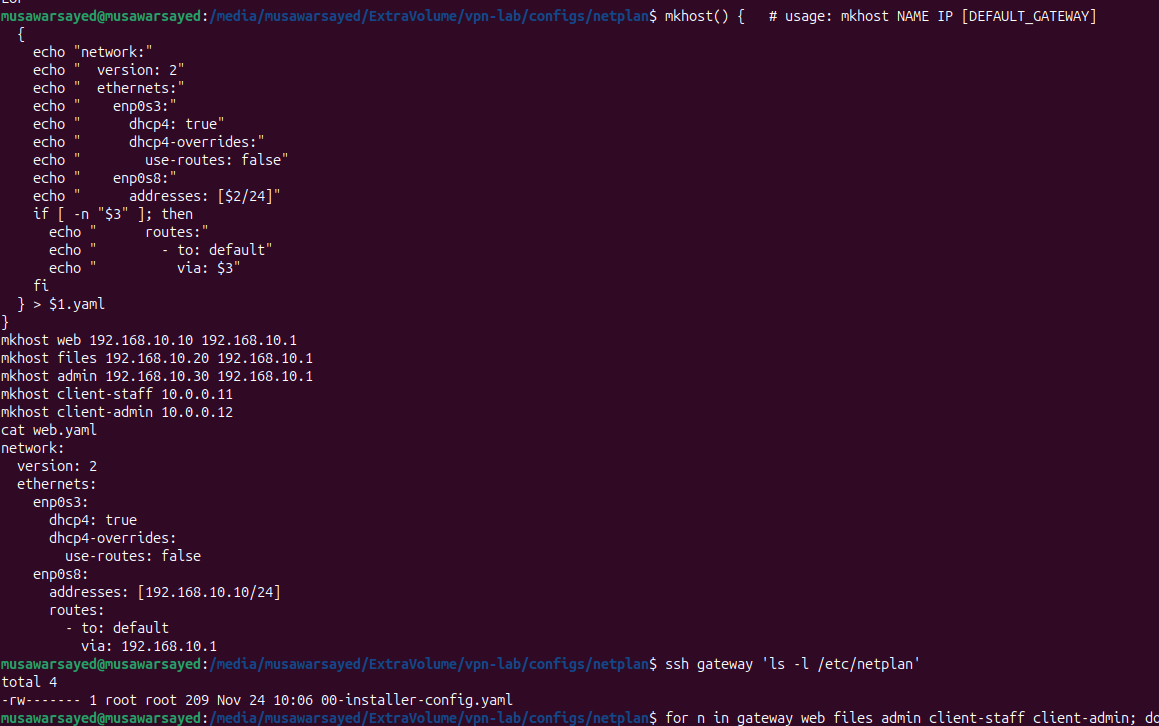 musawarsayed@musawarsayed:/media/musawarsayed/ExtraVolume/vpn-lab/configs/netplan$ mkhost() {   # usage: mkhost NAME IP [DEFAULT_GATEWAY]
  {
    echo "network:"
    echo "  version: 2"
    echo "  ethernets:"
    echo "    enp0s3:"
    echo "      dhcp4: true"
    echo "      dhcp4-overrides:"
    echo "        use-routes: false"
    echo "    enp0s8:"
    echo "      addresses: [$2/24]"
    if [ -n "$3" ]; then
      echo "      routes:"
      echo "        - to: default"
      echo "          via: $3"
    fi
  } > $1.yaml
}
mkhost web 192.168.10.10 192.168.10.1
mkhost files 192.168.10.20 192.168.10.1
mkhost admin 192.168.10.30 192.168.10.1
mkhost client-staff 10.0.0.11
mkhost client-admin 10.0.0.12
cat web.yaml
network:
  version: 2
  ethernets:
    enp0s3:
      dhcp4: true
      dhcp4-overrides:
        use-routes: false
    enp0s8:
      addresses: [192.168.10.10/24]
      routes:
        - to: default
          via: 192.168.10.1
musawarsayed@musawarsayed:/media/musawarsayed/ExtraVolume/vpn-lab/configs/netplan$ ssh gateway 'ls -l /etc/netplan'
total 4
-rw------- 1 root root 209 Nov 24 10:06 00-installer-config.yaml
musawarsayed@musawarsayed:/media/musawarsayed/ExtraVolume/vpn-lab/configs/netplan$ for n in gateway web files admin client-staff client-admin; do